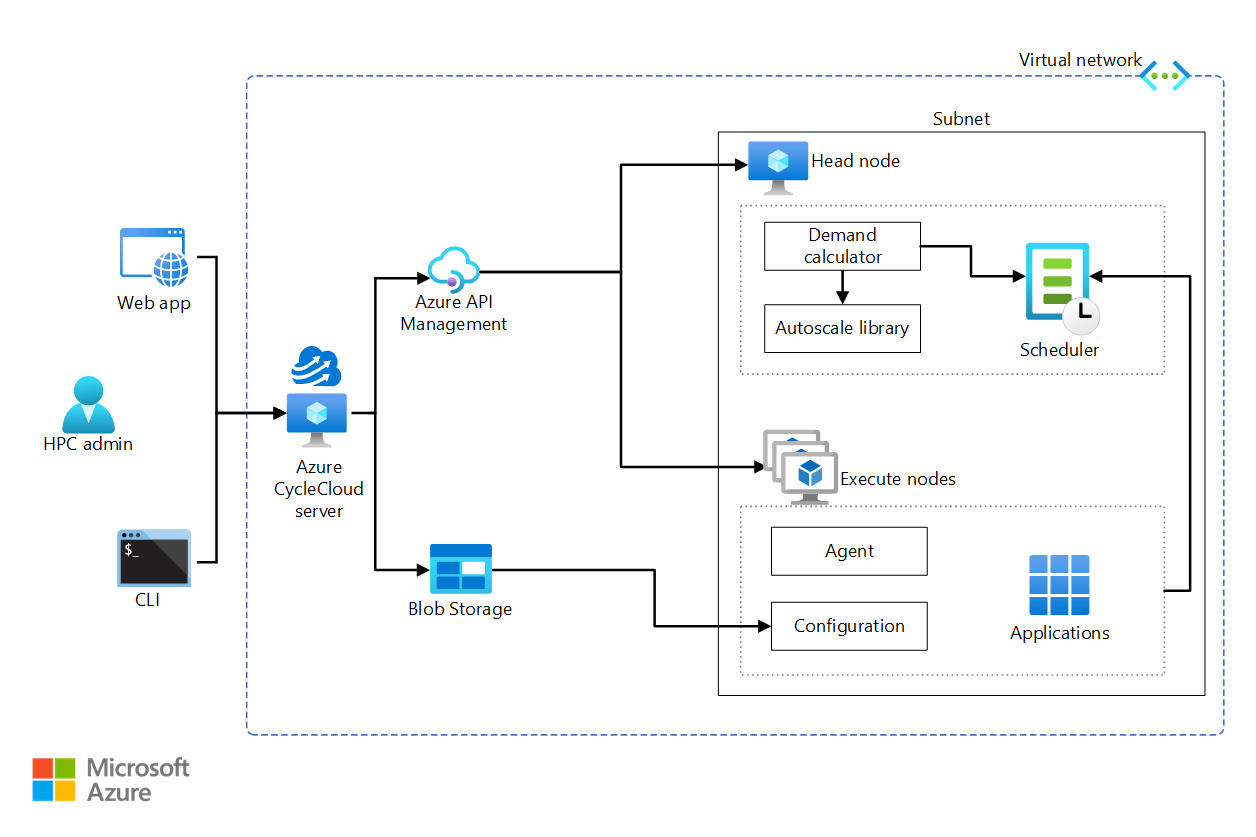 Virtual network
Subnet
Head node
Demand
calculator
Autoscale library
Scheduler
Web app
HPC admin
$_
CLI
Azure
CycleCloud
server
Azure API
Management
Blob Storage
Execute nodes
Agent
Configuration
Applications
Microsoft
Azure